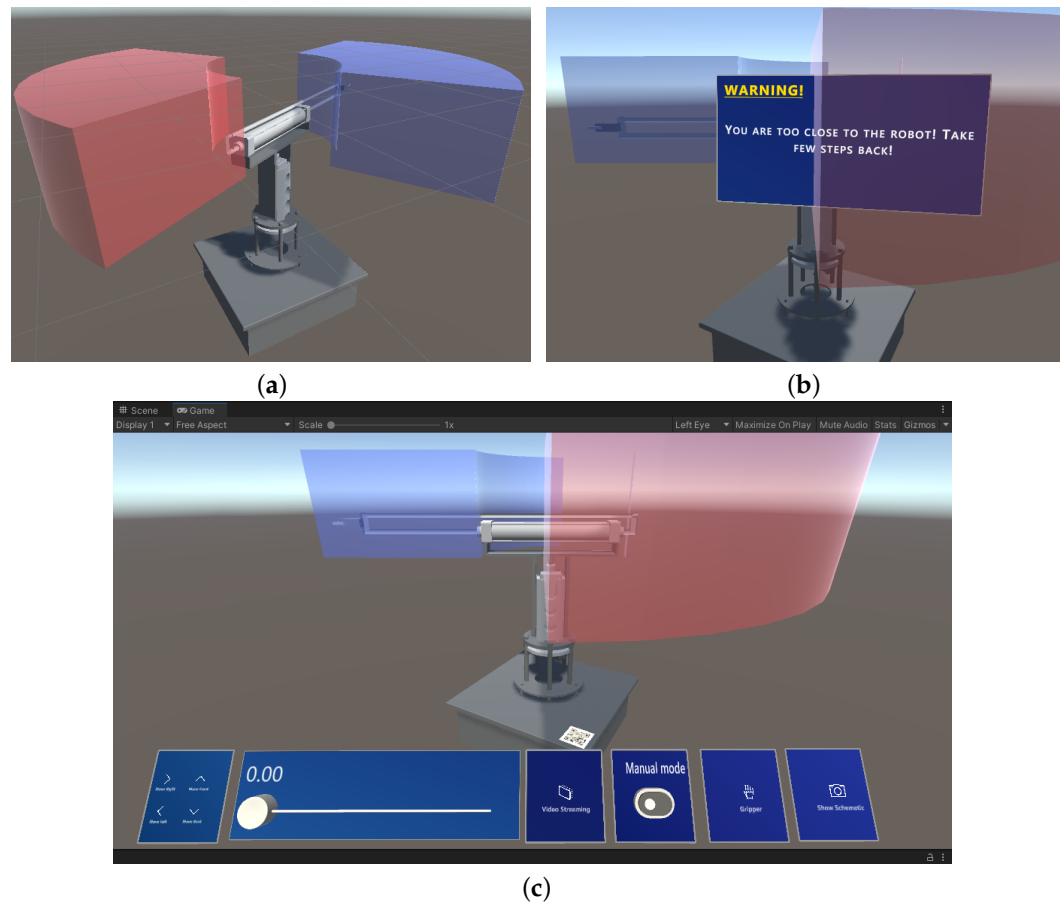 (a)
WARNING!
YOU ARE TOO CLOSE TO THE ROBOT! TAKE
FEW STEPS BACK!
(b)
Scene Game
Display 1 Free Aspect Scale 1x Left Eye Maximize On Play Mute Audio Stats Gizmos
0.00
Video Streaming
Manual mode
Gripper
Show Schematic
(c)